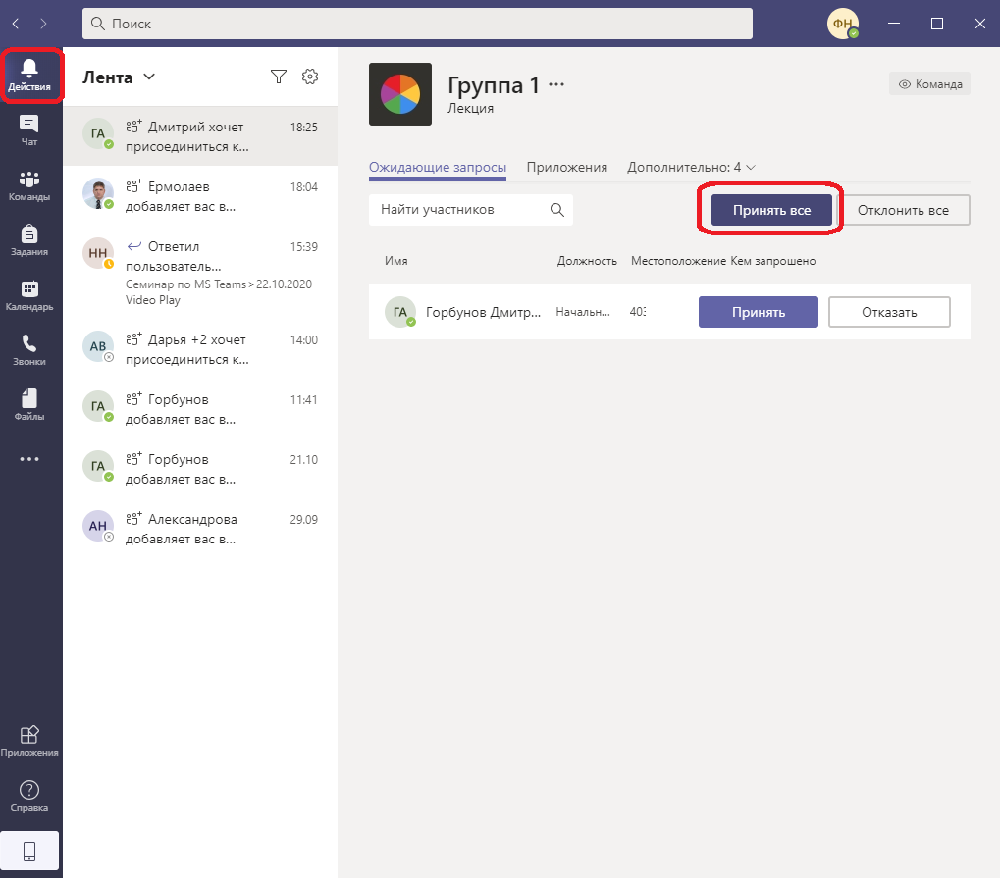 Поиск
ФН
Действия
Чат
Команды
Задания
Календарь
Звонки
Файлы
Приложения
Справка
Лента
ГА
Дмитрий хочет
18:25
присоединиться к...
Ермолаев
18:04
добавляет вас в...
НН
Ответил
15:39
пользователь...
Семинар по MS Teams > 22.10.2020
Video Play
АВ
Дарья +2 хочет
14:00
присоединиться к...
ГА
Горбунов
11:41
добавляет вас в...
ГА
Горбунов
21.10
добавляет вас в...
АН
Александрова
29.09
добавляет вас в...
Группа 1 ...
Команда
Лекция
Ожидающие запросы Приложения Дополнительно: 4
Найти участников
Принять все
Отклонить все
Имя Должность Местоположение Кем запрошено
ГА Горбунов Дмитр... Начальн... 403 Принять Отказать